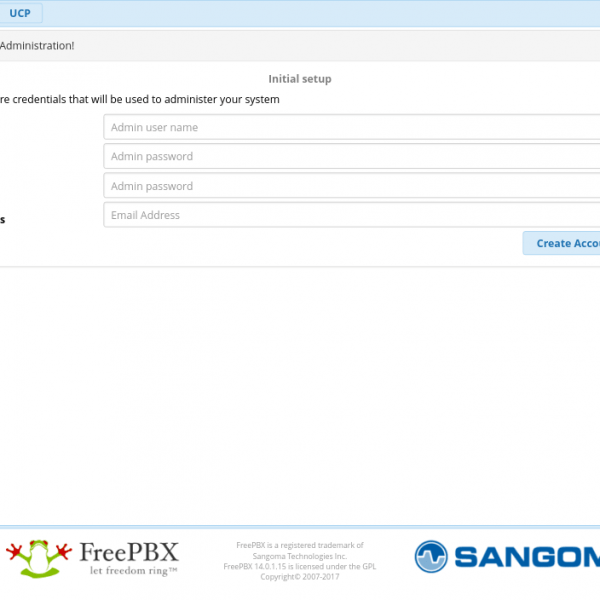 UCP
Administration!
Initial setup
re credentials that will be used to administer your system
Admin user name
Admin password
Admin password
s
Email Address
Create Accou
FreePBX
let freedom ring™
FreePBX is a registered trademark of
Sangoma Technologies Inc.
FreePBX 14.0.1.15 is licensed under the GPL
Copyright© 2007-2017
SANGOM